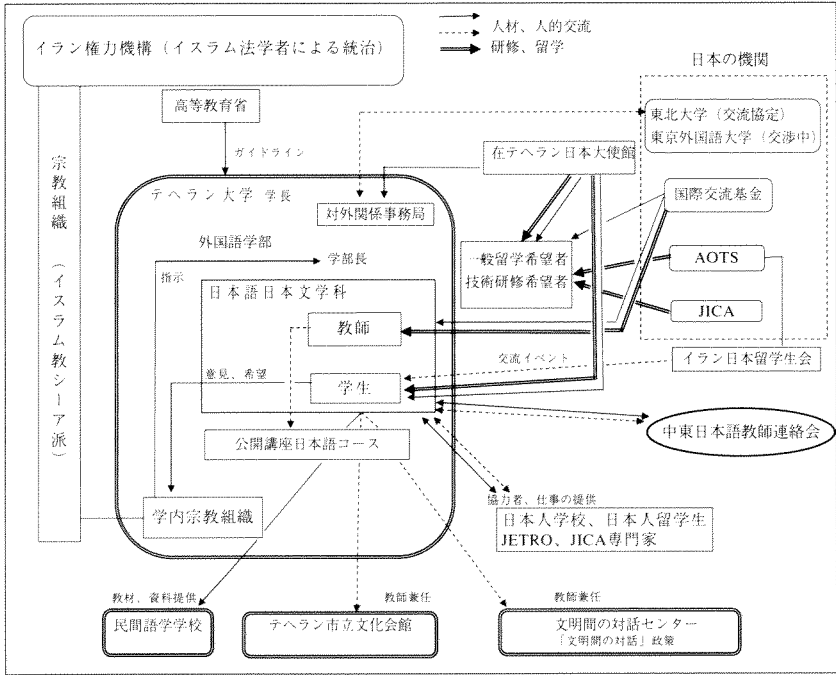 イラン権力機構（イスラム法学者による統治）
人材、人的交流
研修、留学
日本の機関
高等教育省
ガイドライン
東北大学（交流協定）
東京外国語大学（交渉中）
在テヘラン日本大使館
宗教組織（イスラム教シーア派）
テヘラン大学 学長
対外関係事務局
国際交流基金
外国語学部
学部長
指示
一般留学希望者
技術研修希望者
AOTS
JICA
日本語日本文学科
教師
交流イベント
イラン日本留学生会
意見、希望
学生
中東日本語教師連絡会
公開講座日本語コース
協力者、仕事の提供
日本人学校、日本人留学生
JETRO、JICA専門家
学内宗教組織
教材、資料提供
教師兼任
教師兼任
民間語学学校
テヘラン市立文化会館
文明間の対話センター
「文明間の対話」政策